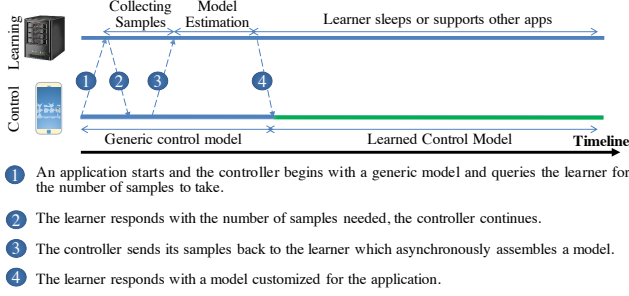 Collecting Samples
Model Estimation
Learner sleeps or supports other apps
Learning
1
2
3
4
Control
Generic control model
Learned Control Model
Timeline
1 An application starts and the controller begins with a generic model and queries the learner for
the number of samples to take.
2 The learner responds with the number of samples needed, the controller continues.
3 The controller sends its samples back to the learner which asynchronously assembles a model.
4 The learner responds with a model customized for the application.